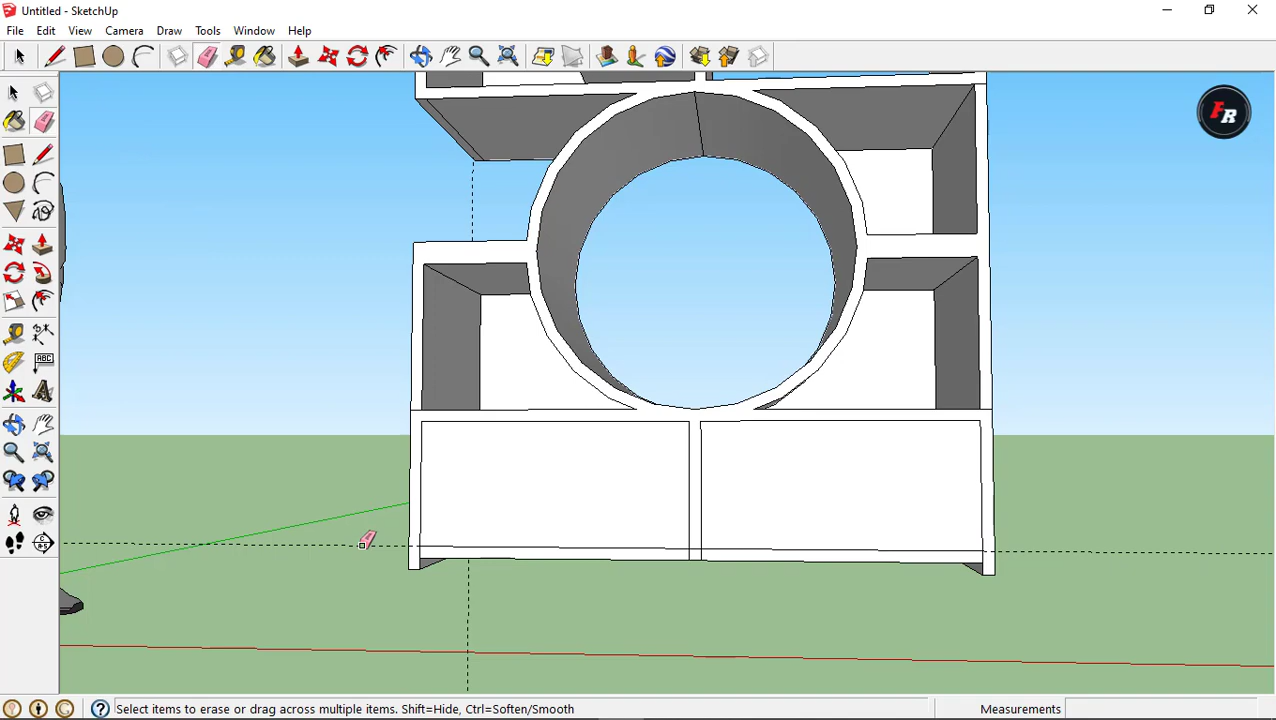 Untitled - SketchUp
File Edit View Camera Draw Tools Window Help
FR
ABC
Select items to erase or drag across multiple items. Shift=Hide, Ctrl=Soften/Smooth
Measurements